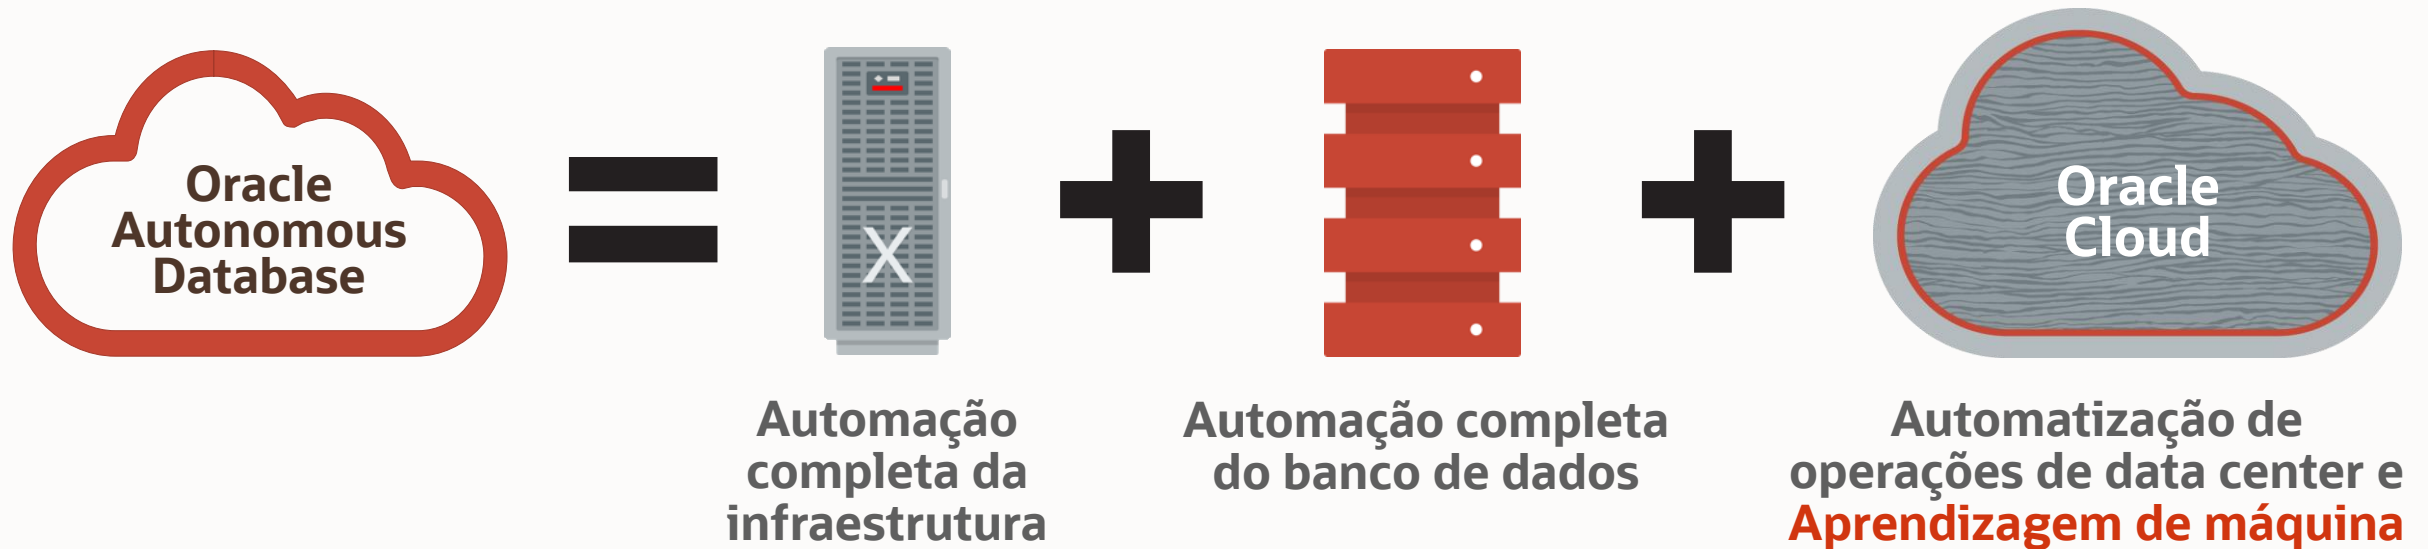 Oracle
Autonomous
Database
X
Oracle
Cloud
Automação
completa da
infraestrutura
Automação completa
do banco de dados
Automatização de
operações de data center e
Aprendizagem de máquina